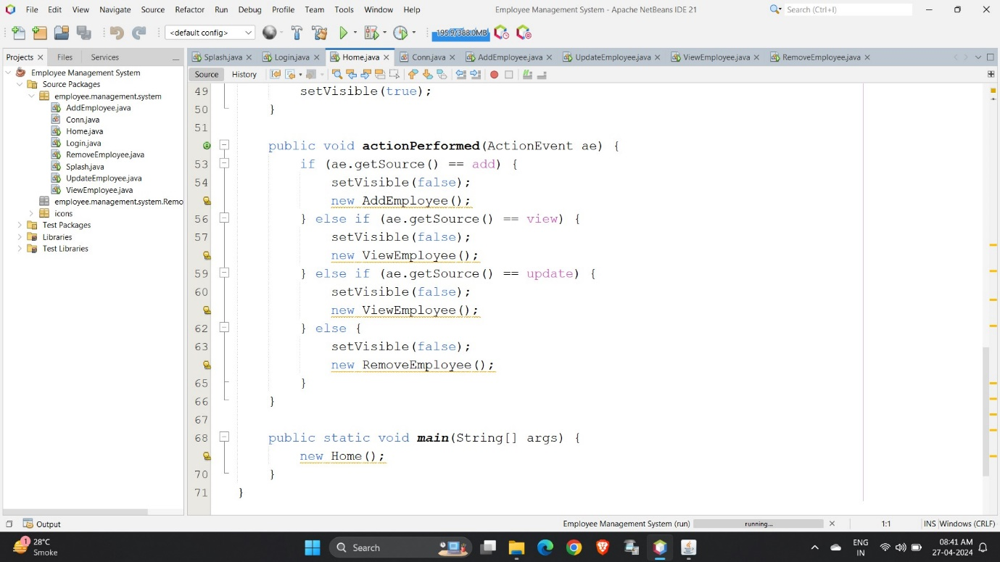 File Edit View Navigate Source Refactor Run Debug Profile Team Tools Window Help Employee Management System - Apache NetBeans IDE 21 Search (Ctrl+I)
<default config> 195.9/388.0MB
Projects Files Services Splash.java Login.java Home.java Conn.java AddEmployee.java UpdateEmployee.java ViewEmployee.java RemoveEmployee.java
Source History
Employee Management System
Source Packages
employee.management.system
AddEmployee.java
Conn.java
Home.java
Login.java
RemoveEmployee.java
Splash.java
UpdateEmployee.java
ViewEmployee.java
employee.management.system.Remo
icons
Test Packages
Libraries
Test Libraries
49 setVisible(true);
50 }
51
public void actionPerformed(ActionEvent ae) {
53 if (ae.getSource() == add) {
54 setVisible(false);
new AddEmployee();
56 } else if (ae.getSource() == view) {
57 setVisible(false);
new ViewEmployee();
59 } else if (ae.getSource() == update) {
60 setVisible(false);
new ViewEmployee();
62 } else {
63 setVisible(false);
new RemoveEmployee();
65 }
66 }
67
68 public static void main(String[] args) {
new Home();
70 }
71 }
Output Employee Management System (run) running... 1:1 INS Windows (CRLF)
1 28°C
Smoke
Search
ENG
IN
08:41 AM
27-04-2024